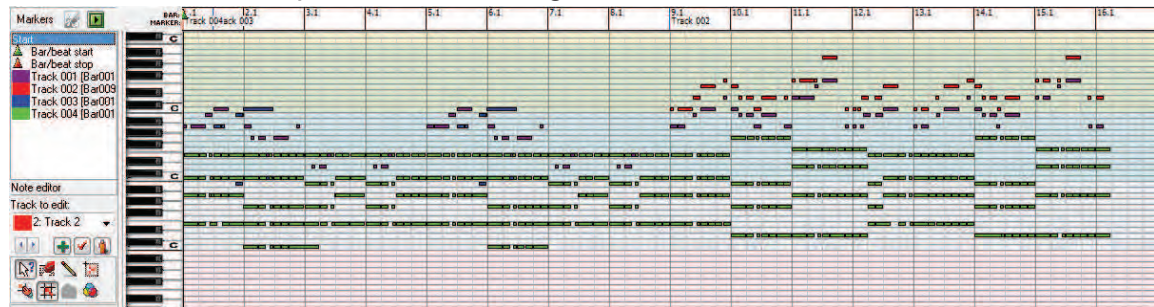 Markers
BAR:
MARKER:
1.1 2.1 3.1 4.1 5.1 6.1 7.1 8.1 9.1 10.1 11.1 12.1 13.1 14.1 15.1 16.1
Track 004ack 003 Track 002
Start
Bar/beat start
Bar/beat stop
Track 001 [Bar001
Track 002 [Bar009
Track 003 [Bar001
Track 004 [Bar001
C
C
C
C
Note editor
Track to edit:
2: Track 2